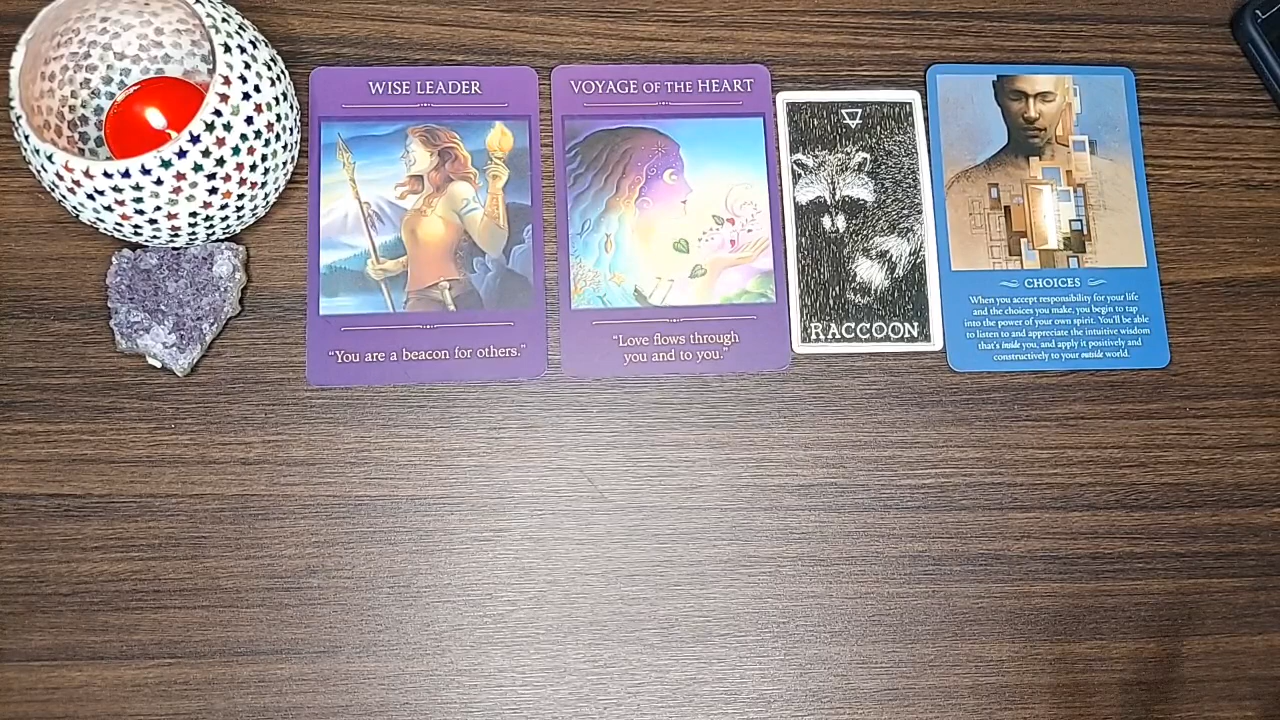 WISE LEADER
"You are a beacon for others."
VOYAGE OF THE HEART
"Love flows through
you and to you."
RACCOON
CHOICES
When you accept responsibility for your life
and the choices you make, you begin to tap
into the power of your own spirit. You'll be able
to listen to and appreciate the intuitive wisdom
that's inside you, and apply it positively and
constructively to your outside world.